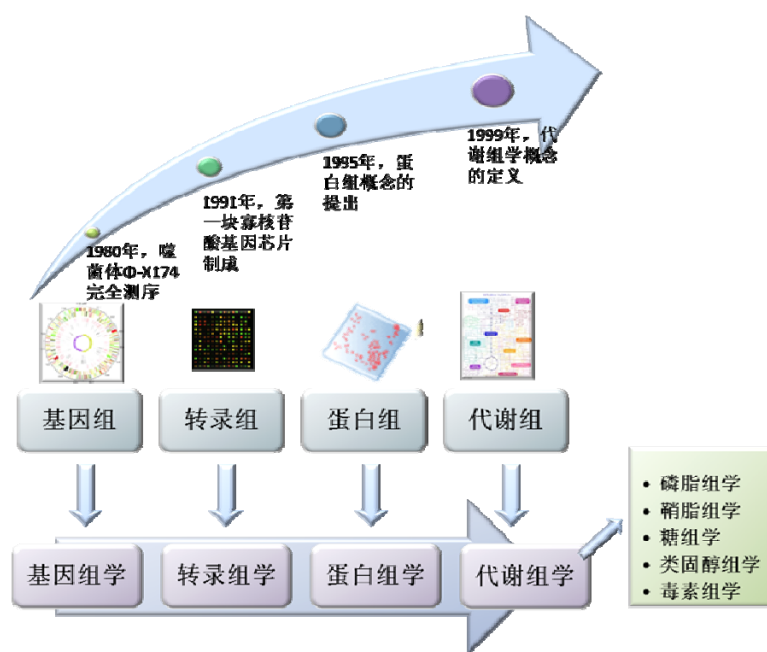 1999年，代
谢组学概念
的定义
1995年，蛋
白组概念的
提出
1991年，第
一块寡核苷
酸基因芯片
制成
1980年，噬
菌体Φ-X174
完全测序
基因组
转录组
蛋白组
代谢组
基因组学
转录组学
蛋白组学
代谢组学
• 磷脂组学
• 鞘脂组学
• 糖组学
• 类固醇组学
• 毒素组学